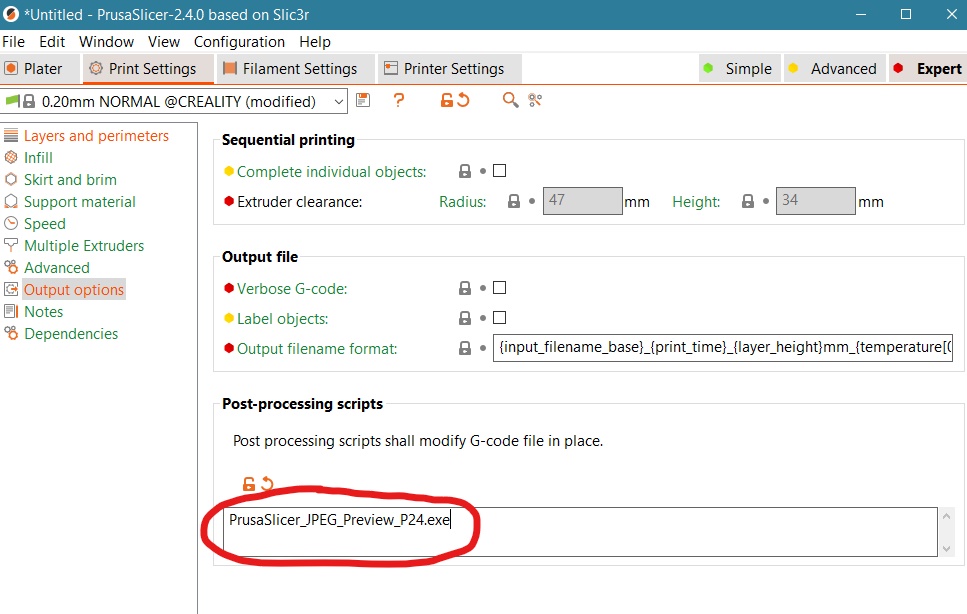 *Untitled - PrusaSlicer-2.4.0 based on Slic3r
File Edit Window View Configuration Help
Plater Print Settings Filament Settings Printer Settings Simple Advanced Expert
0.20mm NORMAL @CREALITY (modified) ?
Layers and perimeters
Infill
Skirt and brim
Support material
Speed
Multiple Extruders
Advanced
Output options
Notes
Dependencies
Sequential printing
Complete individual objects:
Extruder clearance: Radius: 47 mm Height: 34 mm
Output file
Verbose G-code:
Label objects:
Output filename format: {input_filename_base}_{print_time}_{layer_height}mm_{temperature[(
Post-processing scripts
Post processing scripts shall modify G-code file in place.
PrusaSlicer_JPEG_Preview_P24.exe